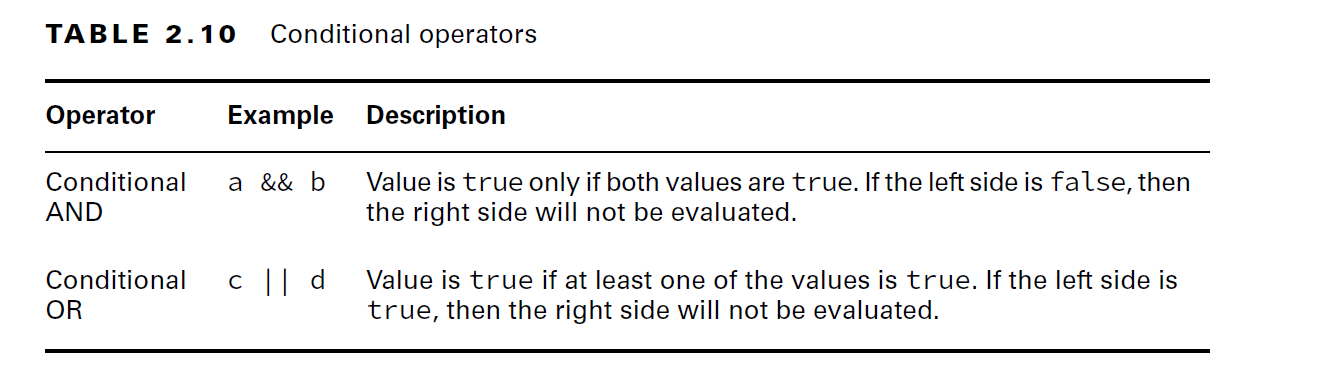 TABLE 2.10 Conditional operators
Operator Example Description
Conditional AND a && b Value is true only if both values are true. If the left side is false, then
the right side will not be evaluated.
Conditional OR c || d Value is true if at least one of the values is true. If the left side is
true, then the right side will not be evaluated.